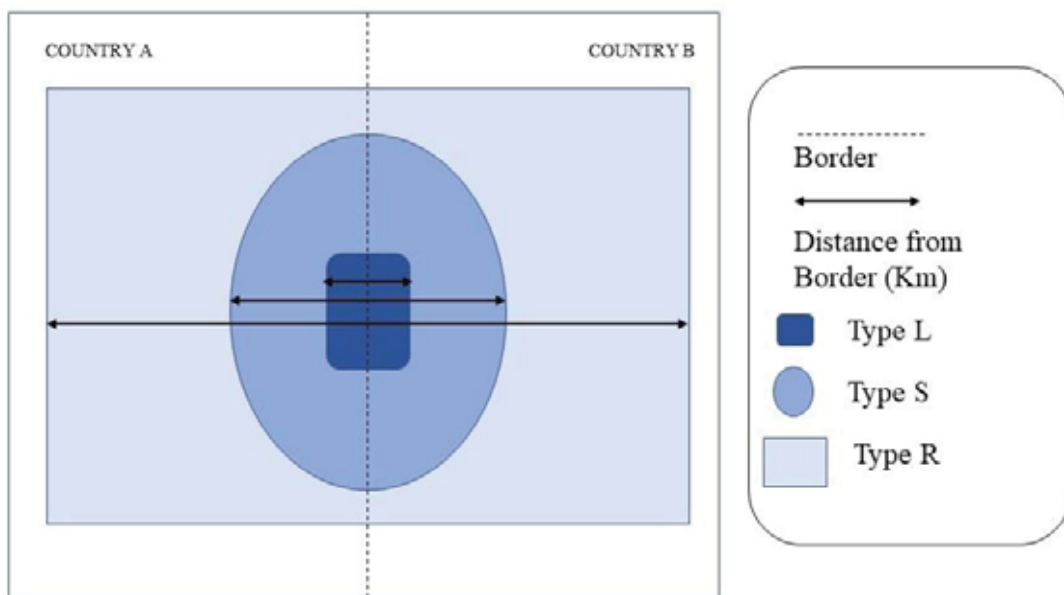 COUNTRY A
COUNTRY B
Border
Distance from
Border (Km)
Type L
Type S
Type R